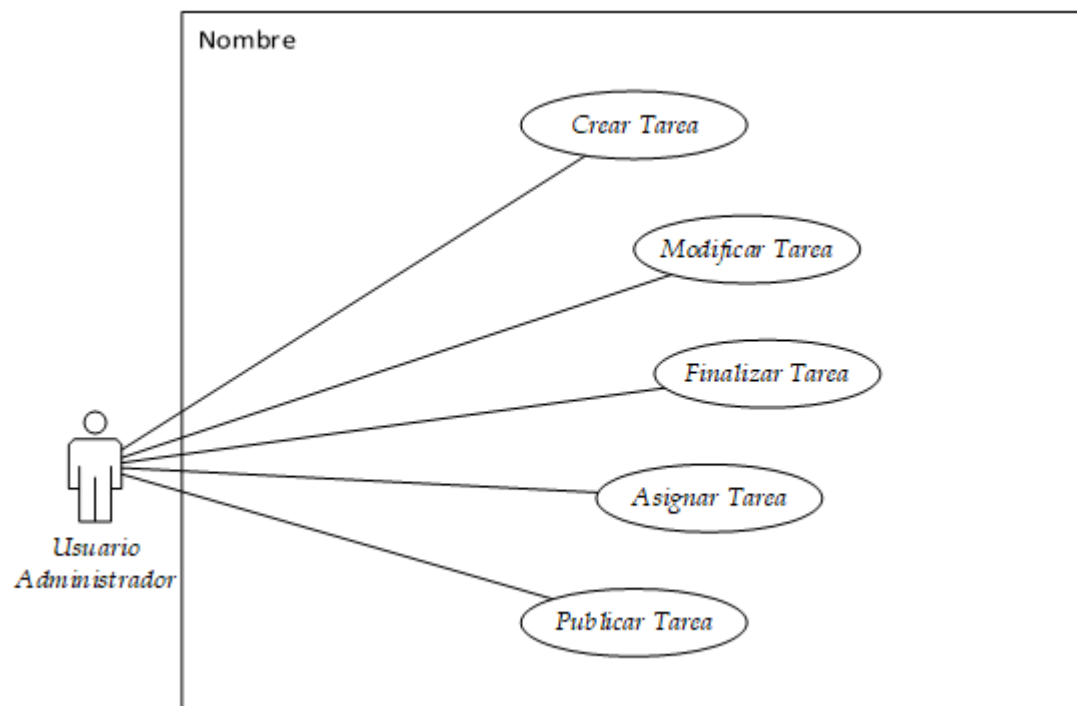 Nombre
Crear Tarea
Modificar Tarea
Finalizar Tarea
Asignar Tarea
Usuario
Administrador
Publicar Tarea